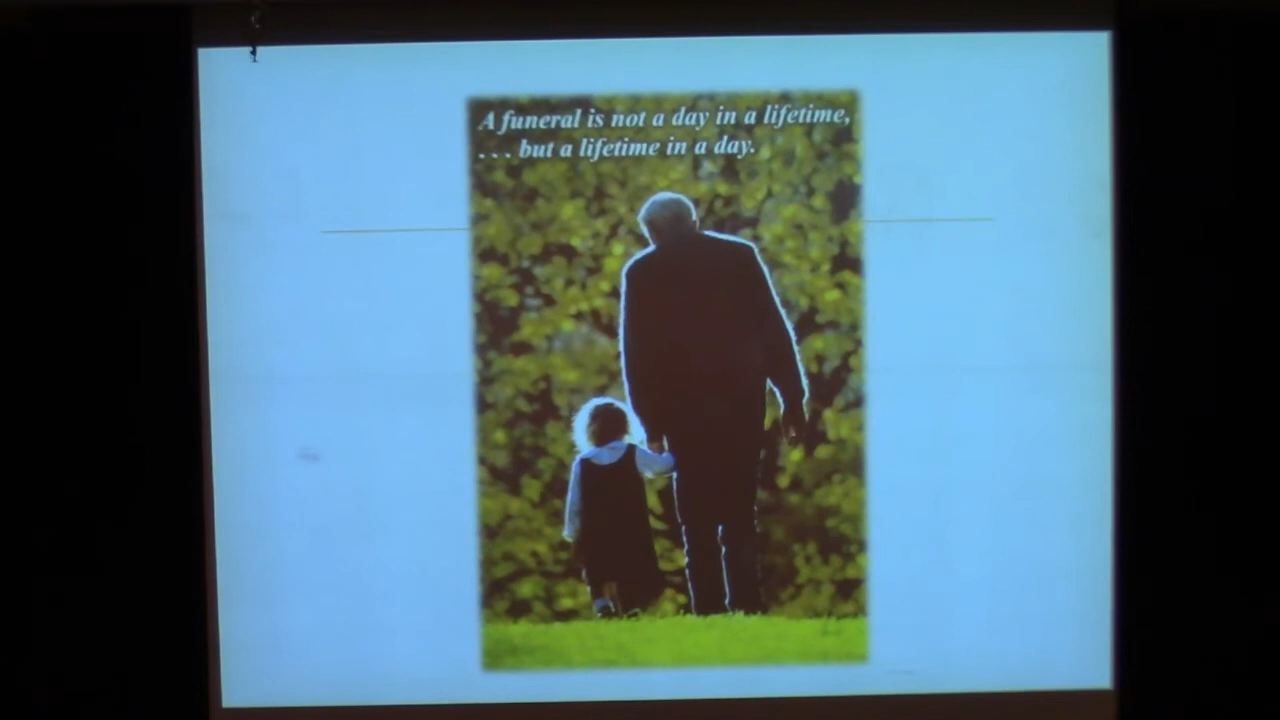 A funeral is not a day in a lifetime,
. . . but a lifetime in a day.